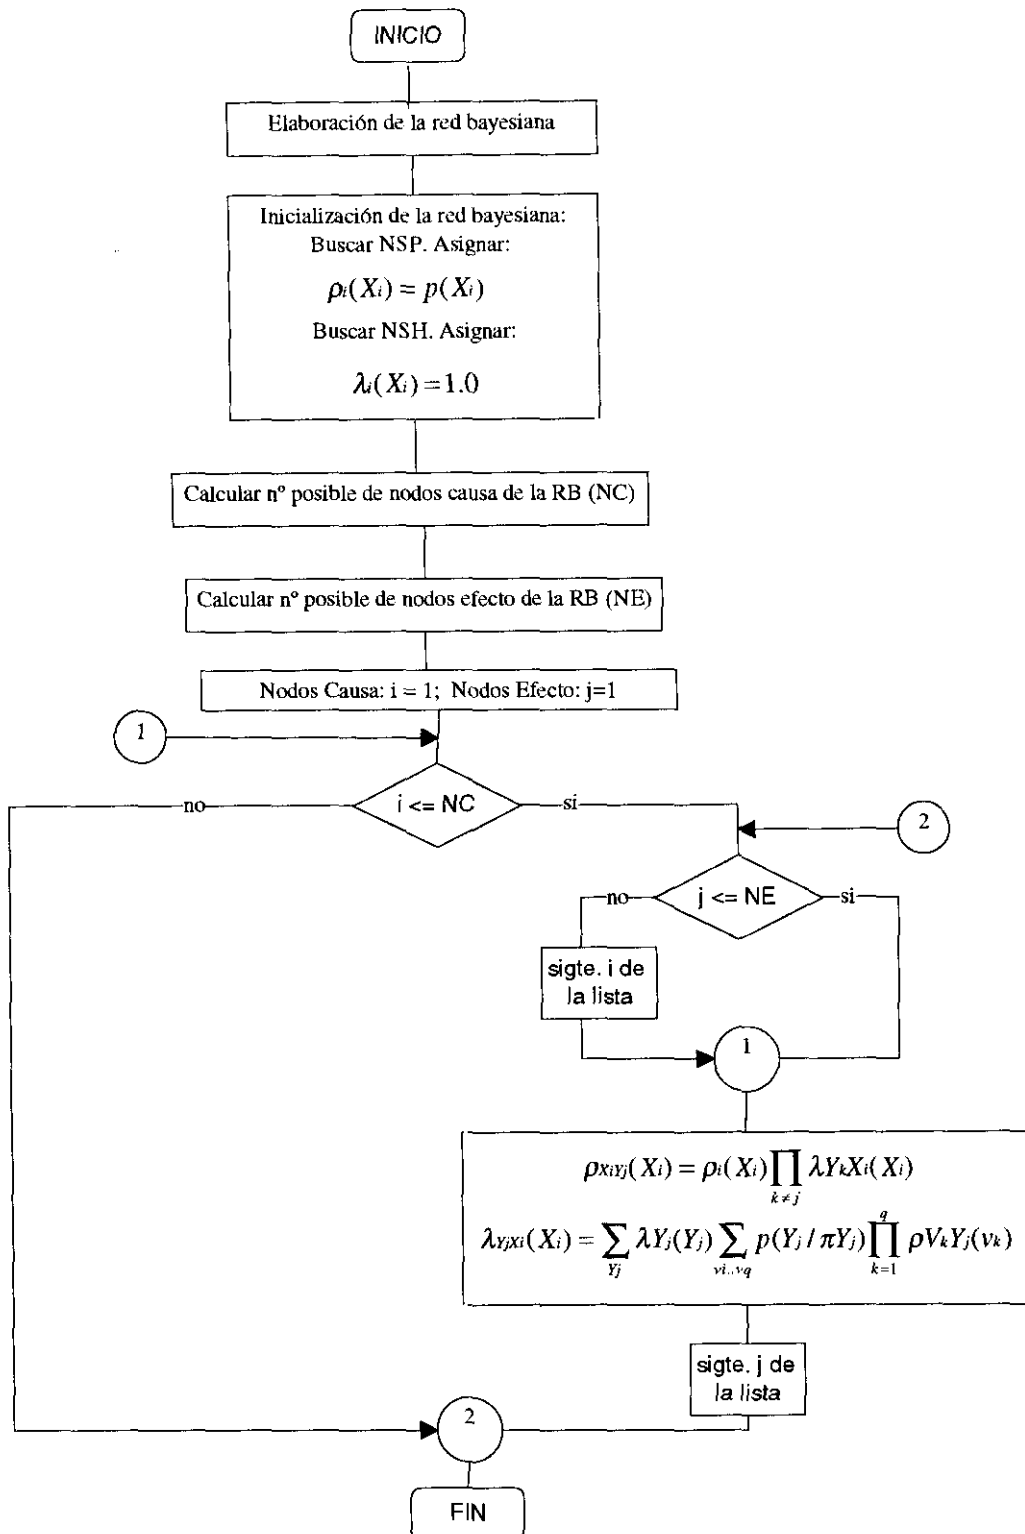 INICIO
Elaboración de la red bayesiana
Inicialización de la red bayesiana:
Buscar NSP. Asignar:
ρi(Xi) = p(Xi)
Buscar NSH. Asignar:
λi(Xi) = 1.0
Calcular nº posible de nodos causa de la RB (NC)
Calcular nº posible de nodos efecto de la RB (NE)
Nodos Causa: i = 1; Nodos Efecto: j=1
1
i <= NC
no
si
2
j <= NE
no
si
sigte. i de
la lista
1
ρXiYj(Xi) = ρi(Xi) ∏k≠j λYkXi(Xi)
λYjXi(Xi) = ∑Yj λYj(Yj) ∑vi..vq p(Yj / πYj) ∏k=1q ρVkYj(vk)
sigte. j de
la lista
2
FIN